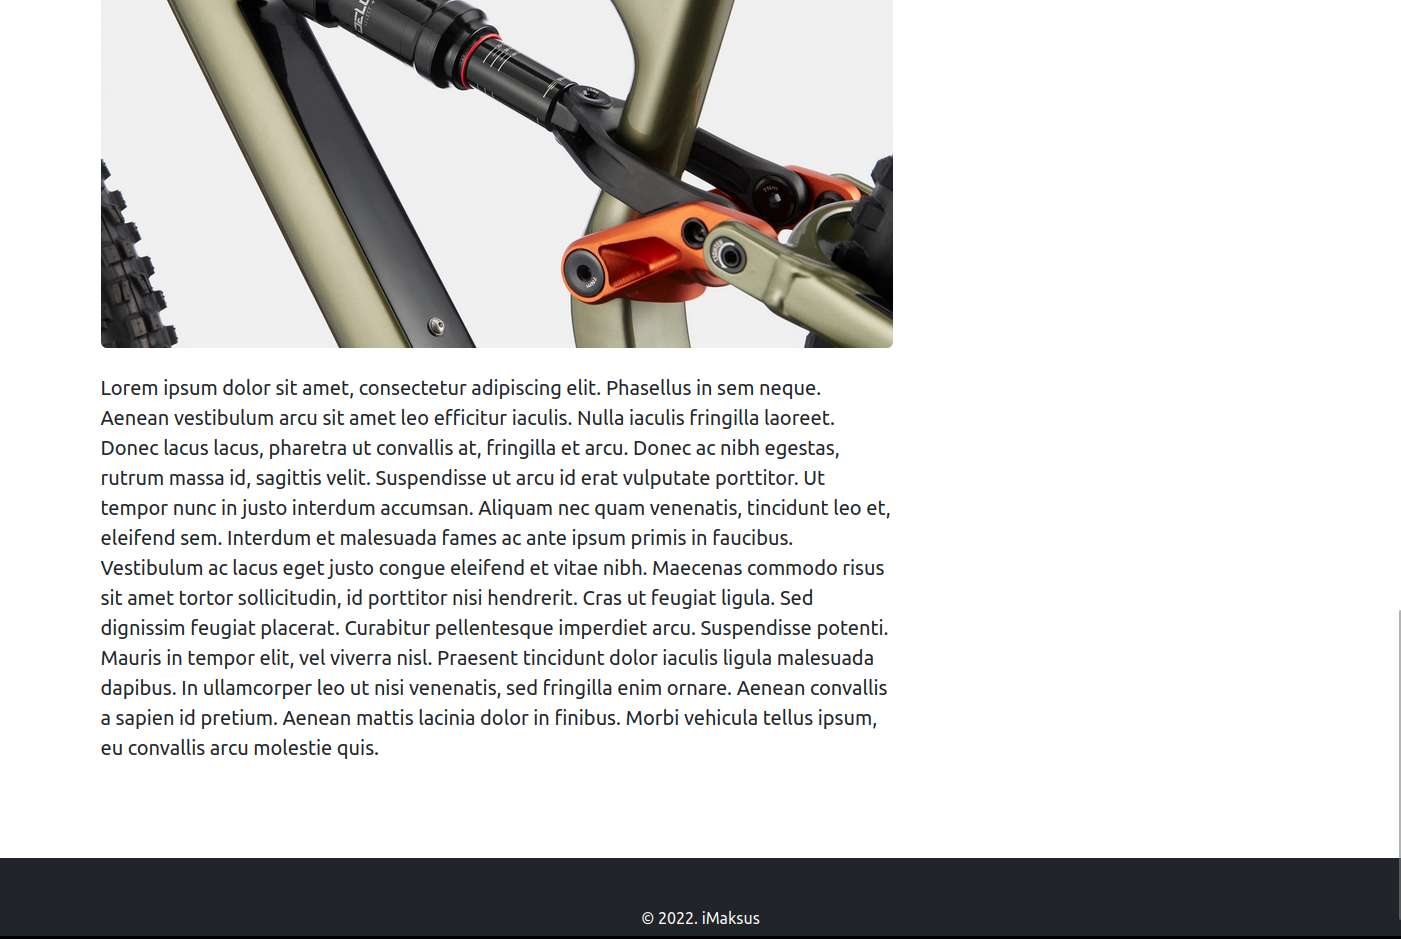 Lorem ipsum dolor sit amet, consectetur adipiscing elit. Phasellus in sem neque.
Aenean vestibulum arcu sit amet leo efficitur iaculis. Nulla iaculis fringilla laoreet.
Donec lacus lacus, pharetra ut convallis at, fringilla et arcu. Donec ac nibh egestas,
rutrum massa id, sagittis velit. Suspendisse ut arcu id erat vulputate porttitor. Ut
tempor nunc in justo interdum accumsan. Aliquam nec quam venenatis, tincidunt leo et,
eleifend sem. Interdum et malesuada fames ac ante ipsum primis in faucibus.
Vestibulum ac lacus eget justo congue eleifend et vitae nibh. Maecenas commodo risus
sit amet tortor sollicitudin, id porttitor nisi hendrerit. Cras ut feugiat ligula. Sed
dignissim feugiat placerat. Curabitur pellentesque imperdiet arcu. Suspendisse potenti.
Mauris in tempor elit, vel viverra nisl. Praesent tincidunt dolor iaculis ligula malesuada
dapibus. In ullamcorper leo ut nisi venenatis, sed fringilla enim ornare. Aenean convallis
a sapien id pretium. Aenean mattis lacinia dolor in finibus. Morbi vehicula tellus ipsum,
eu convallis arcu molestie quis.
© 2022. iMaksus